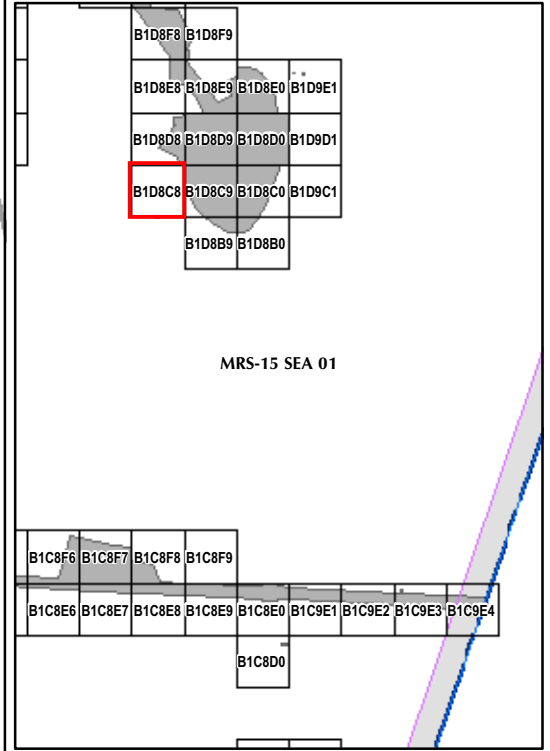 B1D8F8 B1D8F9
B1D8E8 B1D8E9 B1D8E0 B1D9E1
B1D8D8 B1D8D9 B1D8D0 B1D9D1
B1D8C8 B1D8C9 B1D8C0 B1D9C1
B1D8B9 B1D8B0
MRS-15 SEA 01
B1C8F6 B1C8F7 B1C8F8 B1C8F9
B1C8E6 B1C8E7 B1C8E8 B1C8E9 B1C8E0 B1C9E1 B1C9E2 B1C9E3 B1C9E4
B1C8D0